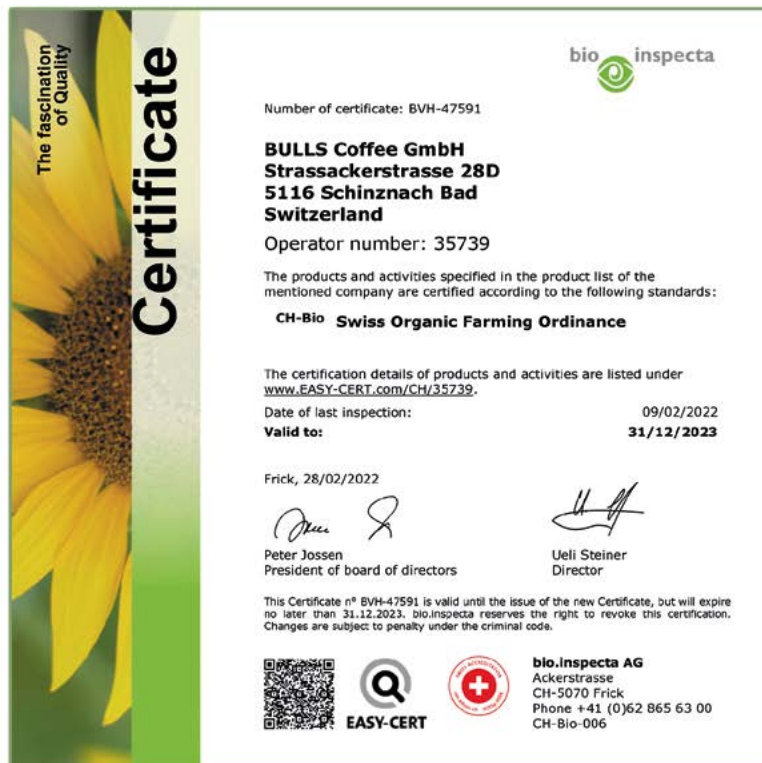 The fascination
of Quality
Certificate
bio inspecta
Number of certificate: BVH-47591
BULLS Coffee GmbH
Strassackerstrasse 28D
5116 Schinznach Bad
Switzerland
Operator number: 35739
The products and activities specified in the product list of the
mentioned company are certified according to the following standards:
CH-Bio Swiss Organic Farming Ordinance
The certification details of products and activities are listed under
www.EASY-CERT.com/CH/35739.
Date of last inspection: 09/02/2022
Valid to: 31/12/2023
Frick, 28/02/2022
Peter Jossen
President of board of directors
Ueli Steiner
Director
This Certificate n° BVH-47591 is valid until the issue of the new Certificate, but will expire
no later than 31.12.2023. bio.inspecta reserves the right to revoke this certification.
Changes are subject to penalty under the criminal code.
EASY-CERT
bio.inspecta AG
Ackerstrasse
CH-5070 Frick
Phone +41 (0)62 865 63 00
CH-Bio-006